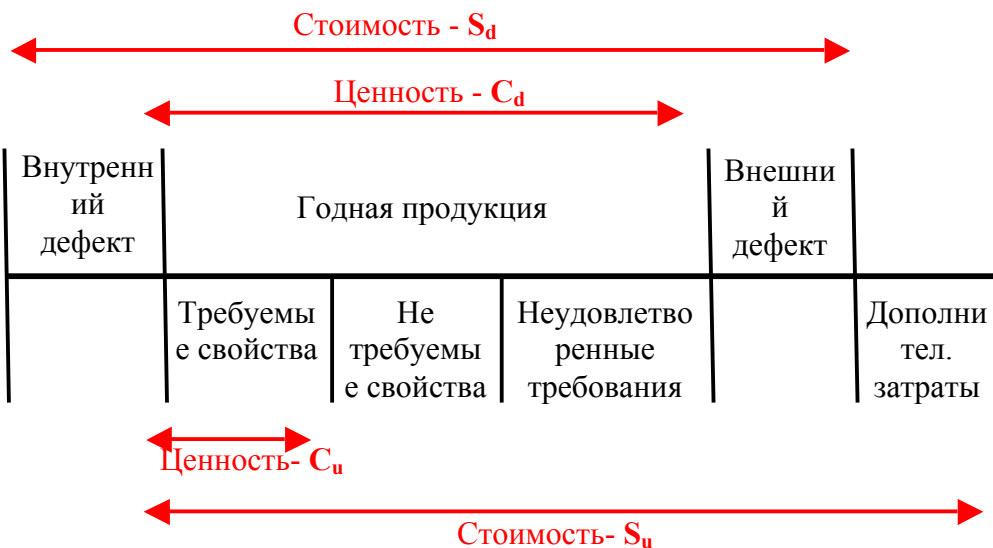 Стоимость - Sd
Ценность - Cd
Внутренн
ий
дефект
Годная продукция
Внешни
й
дефект
Требуемы
е свойства
Не
требуемы
е свойства
Неудовлетво
ренные
требования
Дополни
тел.
затраты
Ценность- Cu
Стоимость- Su